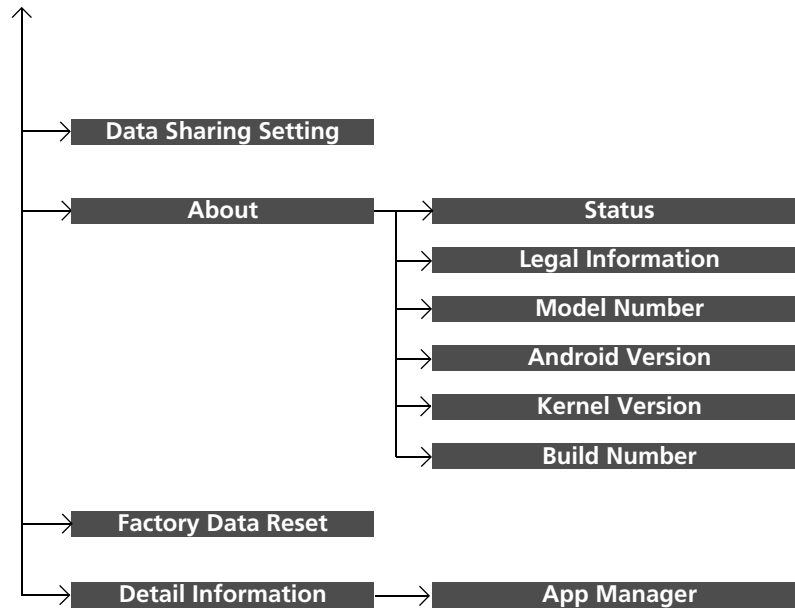 Data Sharing Setting
About
Status
Legal Information
Model Number
Android Version
Kernel Version
Build Number
Factory Data Reset
Detail Information
App Manager